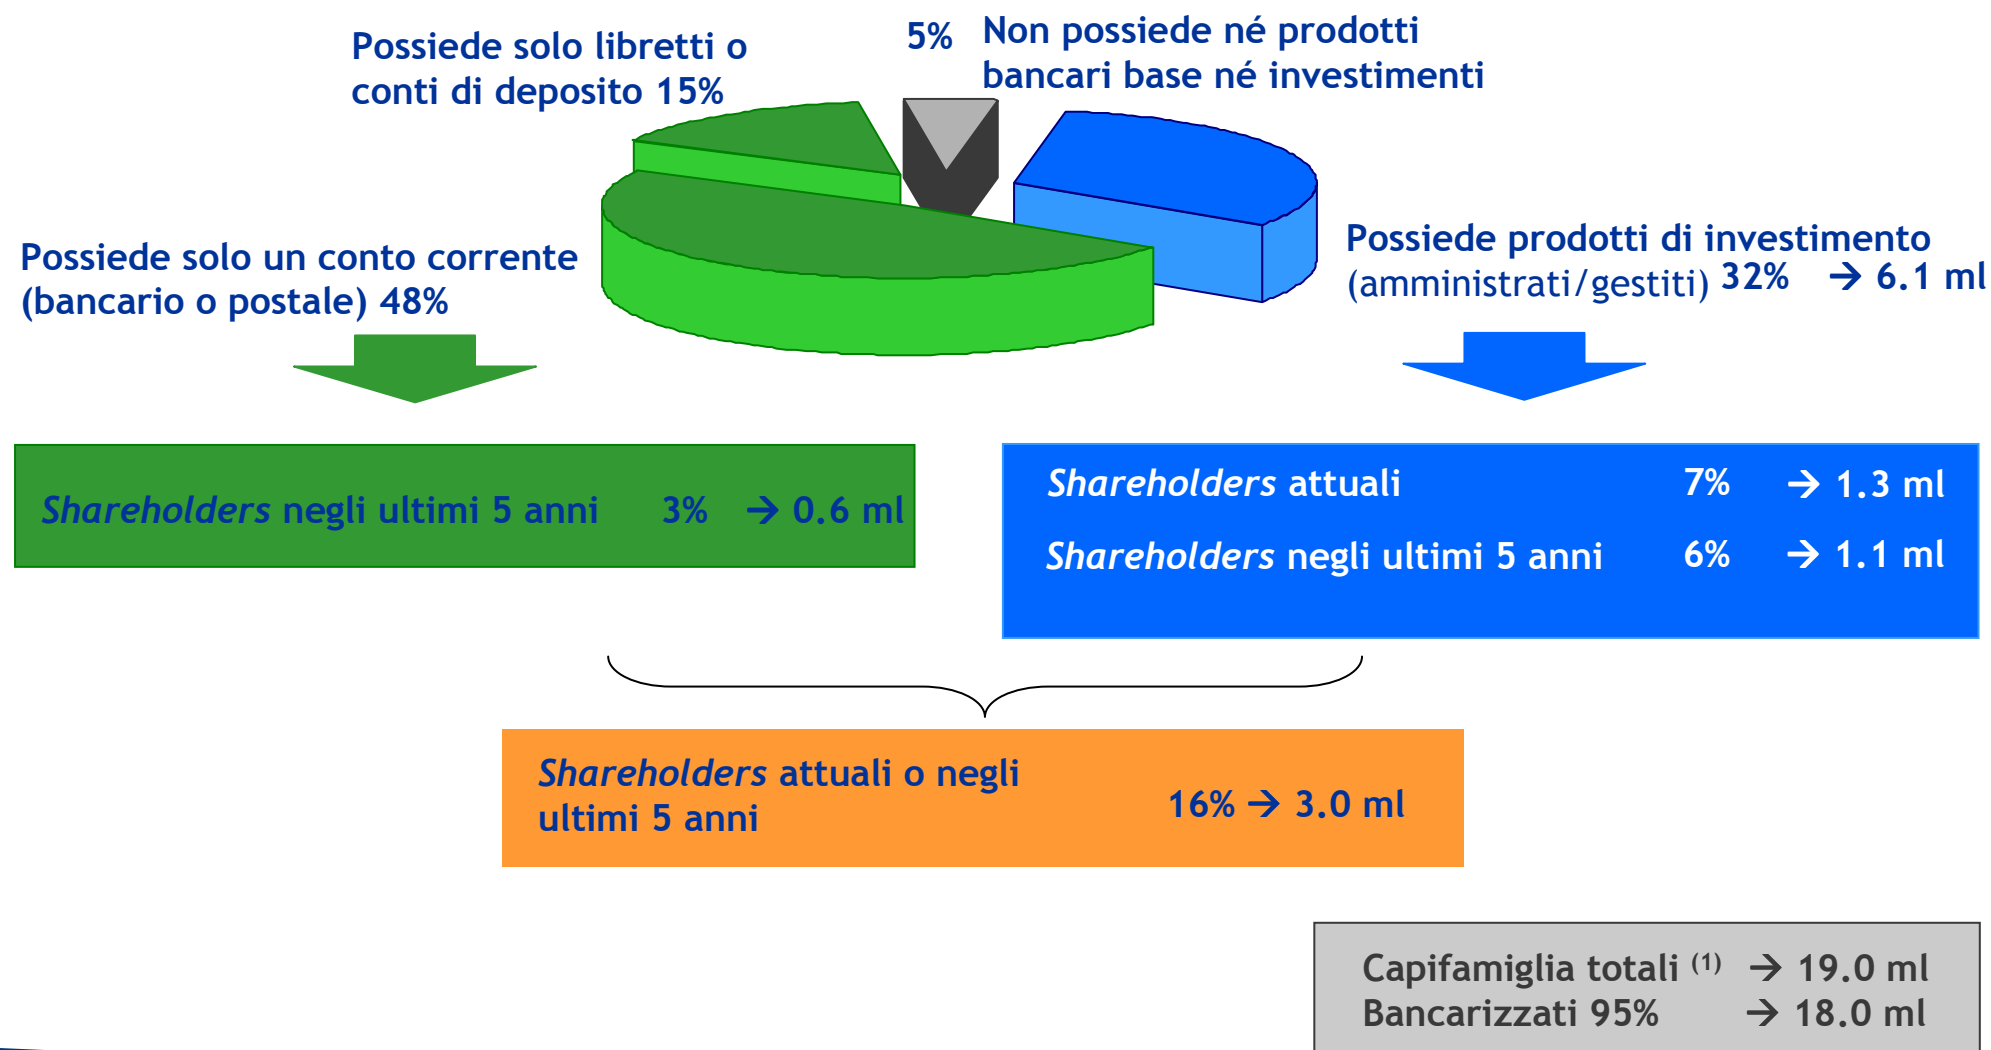 Possiede solo libretti o
conti di deposito 15%
5%
Non possiede né prodotti
bancari base né investimenti
Possiede solo un conto corrente
(bancario o postale) 48%
Possiede prodotti di investimento
(amministrati/gestiti) 32% → 6.1 ml
Shareholders negli ultimi 5 anni 3% → 0.6 ml
Shareholders attuali 7% → 1.3 ml
Shareholders negli ultimi 5 anni 6% → 1.1 ml
Shareholders attuali o negli
ultimi 5 anni
16% → 3.0 ml
Capifamiglia totali (1) → 19.0 ml
Bancarizzati 95% → 18.0 ml